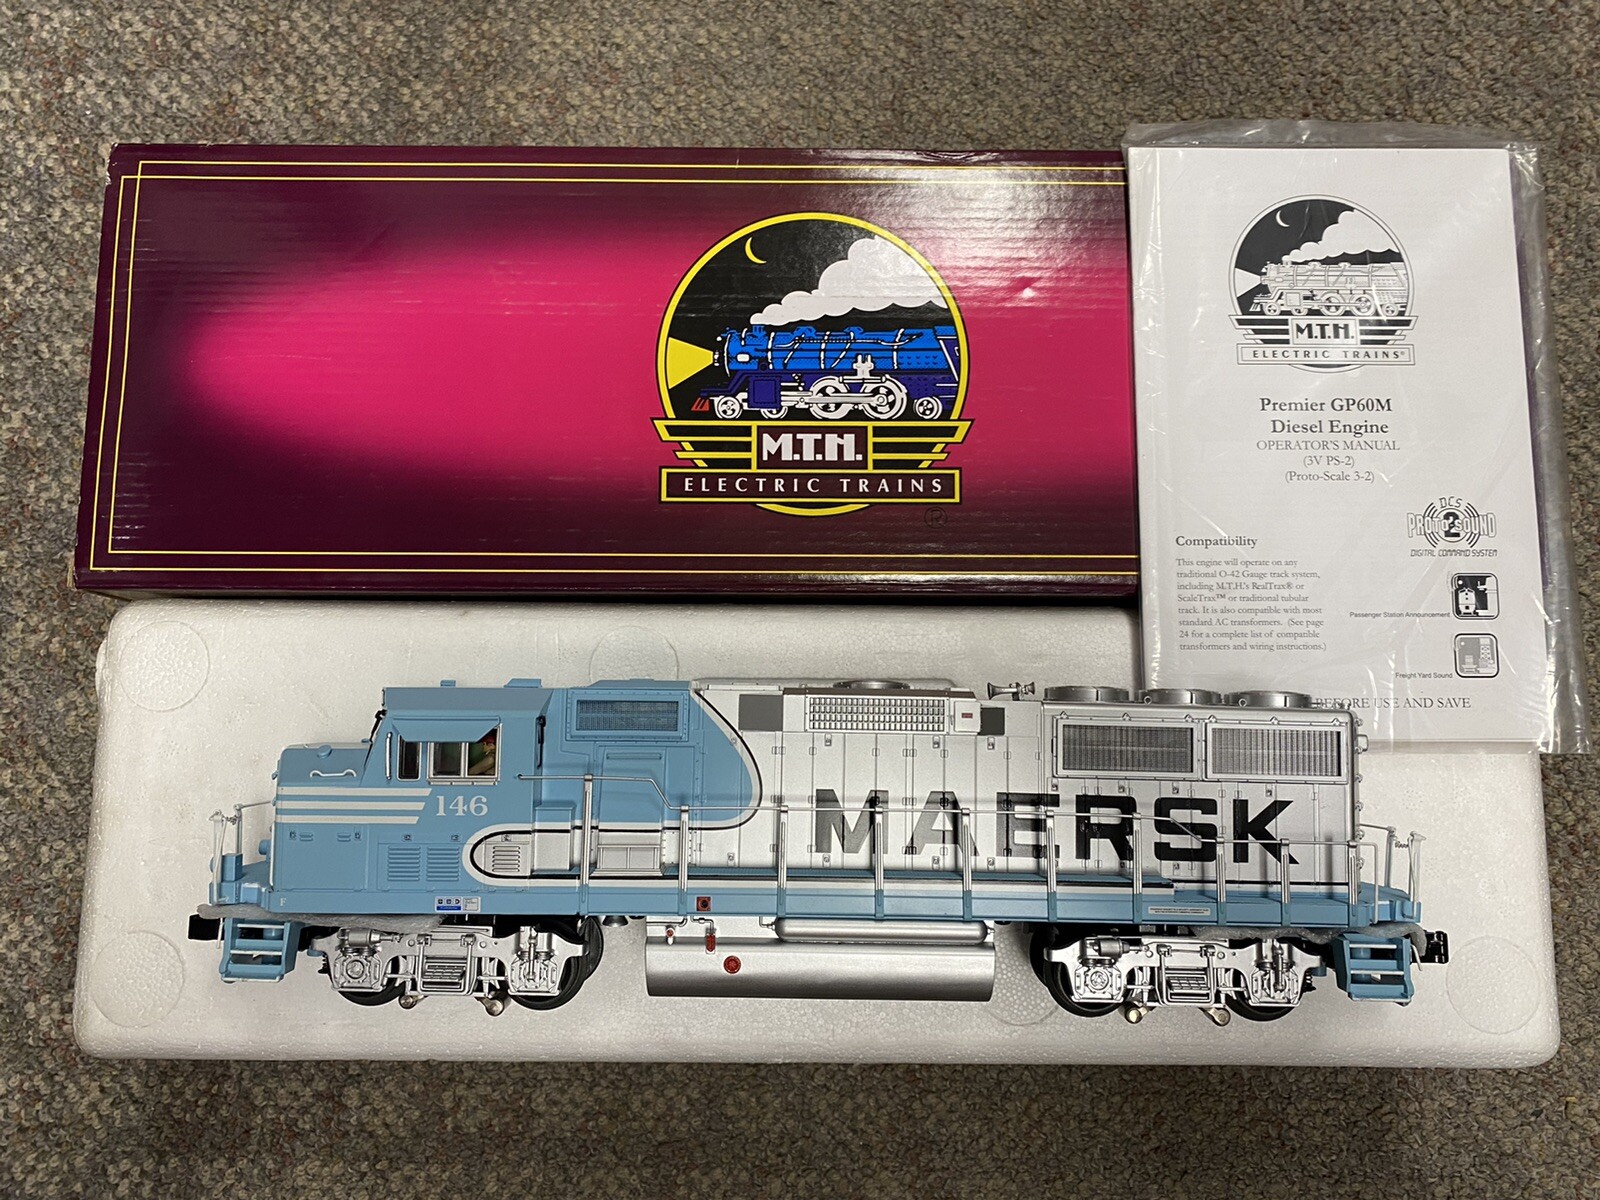 M.T.H.
ELECTRIC TRAINS
®
M.T.H.
ELECTRIC TRAINS®
Premier GP60M
Diesel Engine
OPERATOR'S MANUAL
(3V PS-2)
(Proto-Scale 3-2)
DCS
PROTO-SOUND 2
DIGITAL COMMAND SYSTEM
Compatibility
This engine will operate on any
traditional O-42 Gauge track system,
including M.T.H.'s RealTrax® or
ScaleTrax™ or traditional tubular
track. It is also compatible with most
standard AC transformers. (See page
24 for a complete list of compatible
transformers and wiring instructions.)
Passenger Station Announcement
Freight Yard Sound
BEFORE USE AND SAVE
146
MAERSK
F